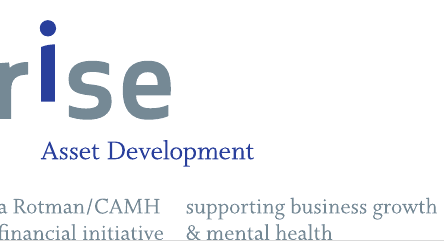 rise
Asset Development
a Rotman/CAMH
financial initiative
supporting business growth
& mental health